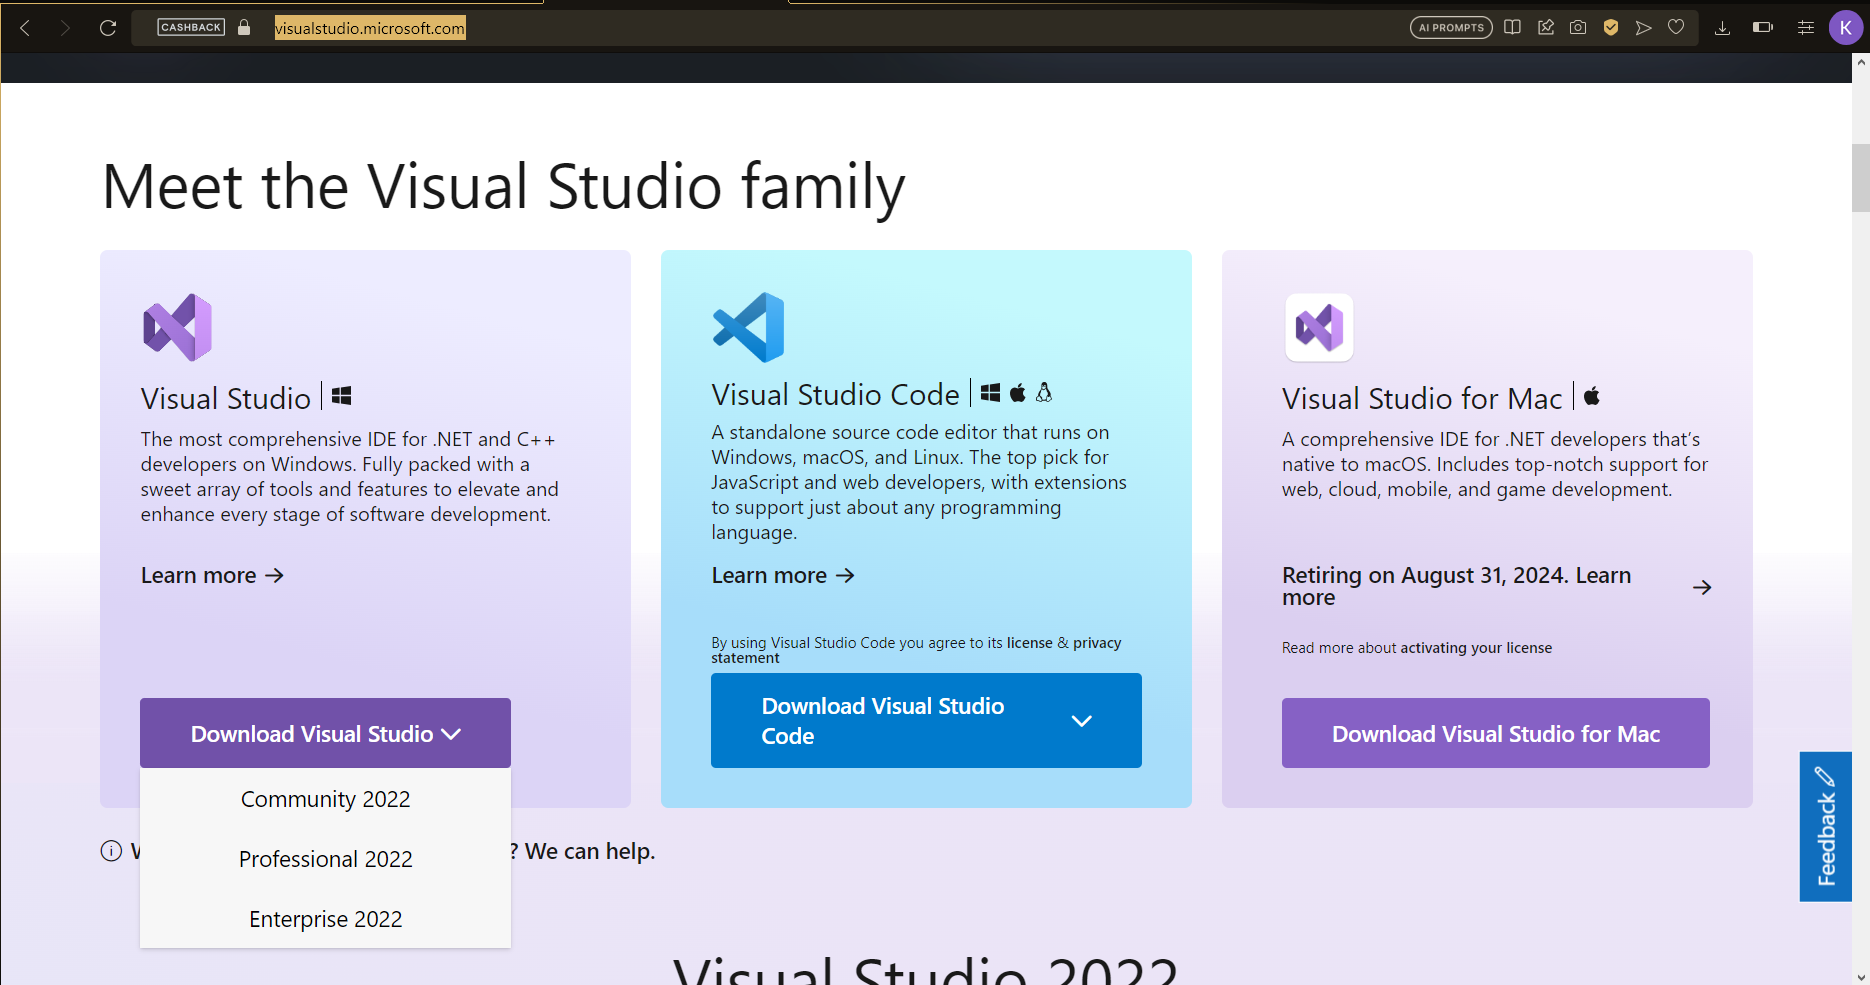 CASHBACK
visualstudio.microsoft.com
AI PROMPTS
K
Meet the Visual Studio family
Visual Studio
The most comprehensive IDE for .NET and C++
developers on Windows. Fully packed with a
sweet array of tools and features to elevate and
enhance every stage of software development.
Learn more →
Download Visual Studio
Community 2022
Professional 2022
Enterprise 2022
Visual Studio Code
A standalone source code editor that runs on
Windows, macOS, and Linux. The top pick for
JavaScript and web developers, with extensions
to support just about any programming
language.
Learn more →
By using Visual Studio Code you agree to its license & privacy
statement
Download Visual Studio
Code
Visual Studio for Mac
A comprehensive IDE for .NET developers that’s
native to macOS. Includes top-notch support for
web, cloud, mobile, and game development.
Retiring on August 31, 2024. Learn
more →
Read more about activating your license
Download Visual Studio for Mac
? We can help.
Feedback
Visual Studio 2022